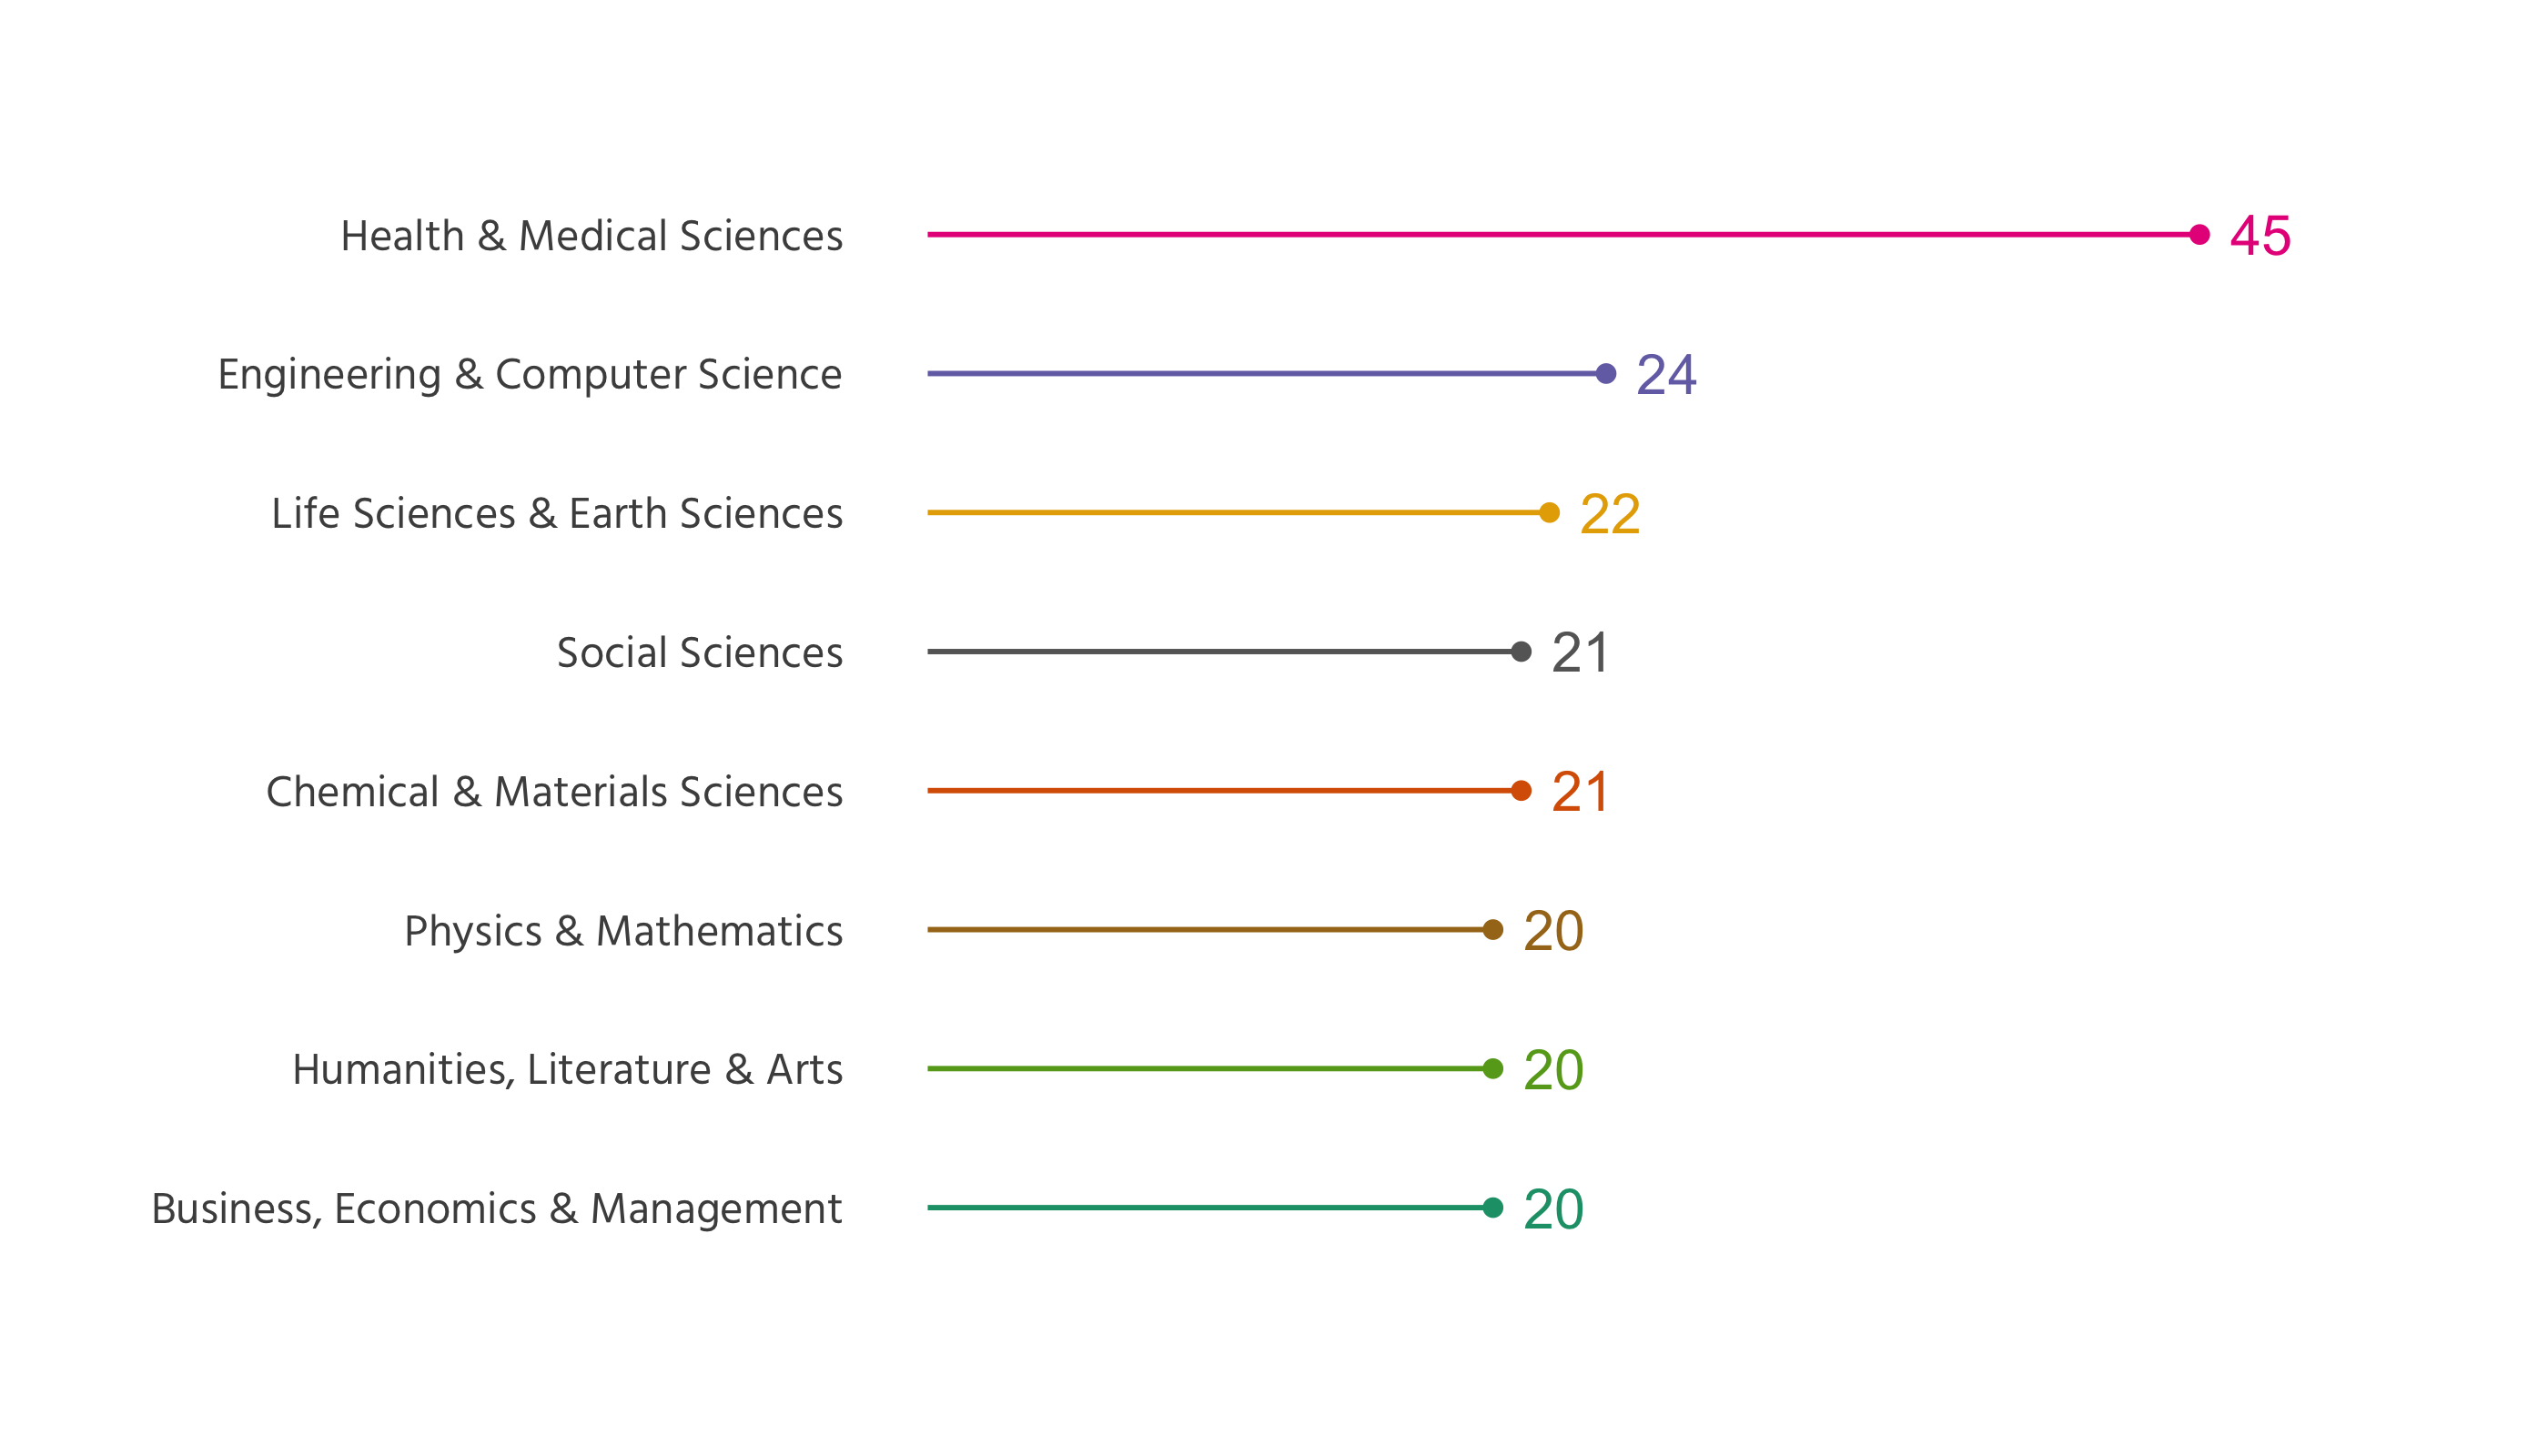 Health & Medical Sciences 45
Engineering & Computer Science 24
Life Sciences & Earth Sciences 22
Social Sciences 21
Chemical & Materials Sciences 21
Physics & Mathematics 20
Humanities, Literature & Arts 20
Business, Economics & Management 20